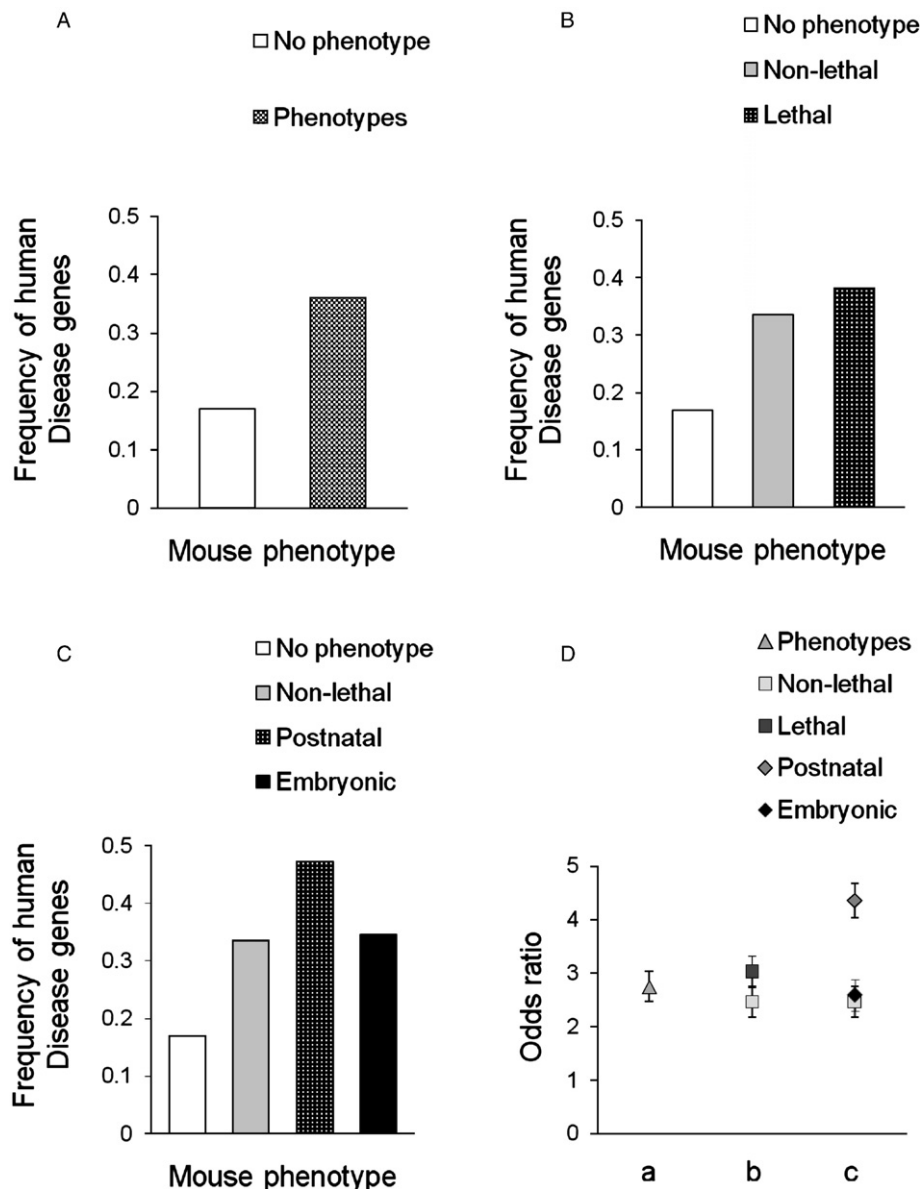 A
No phenotype
Phenotypes
Frequency of human
Disease genes
0.5
0.4
0.3
0.2
0.1
0
Mouse phenotype
B
No phenotype
Non-lethal
Lethal
Frequency of human
Disease genes
0.5
0.4
0.3
0.2
0.1
0
Mouse phenotype
C
No phenotype
Non-lethal
Postnatal
Embryonic
Frequency of human
Disease genes
0.5
0.4
0.3
0.2
0.1
0
Mouse phenotype
D
Phenotypes
Non-lethal
Lethal
Postnatal
Embryonic
Odds ratio
5
4
3
2
1
0
a b c